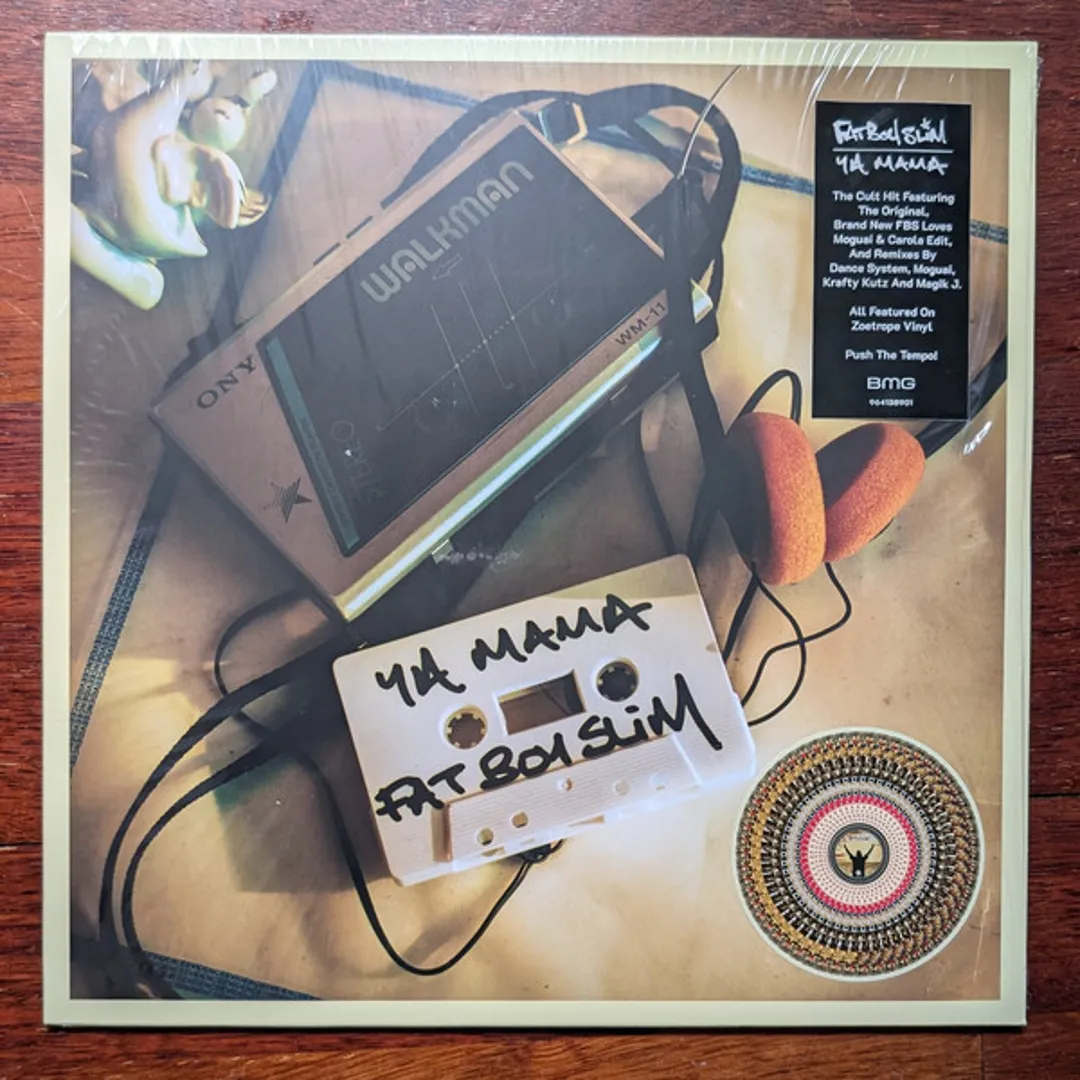 WALKMAN
ONY
WM-11
STEREO
YA MAMA
FATBOY SLIM
FATBOY SLIM
YA MAMA
The Cult Hit Featuring
The Original,
Brand New FBS Loves
Moguai & Carola Edit,
And Remixes By
Dance System, Moguai,
Krafty Kutz And Magik J.
All Featured On
Zoetrope Vinyl
Push The Tempo!
BMG
964138901